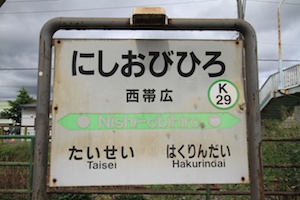 にしおびひろ
西帯広
K
29
Nishi-obihiro
たいせい
Taisei
はくりんだい
Hakurindai